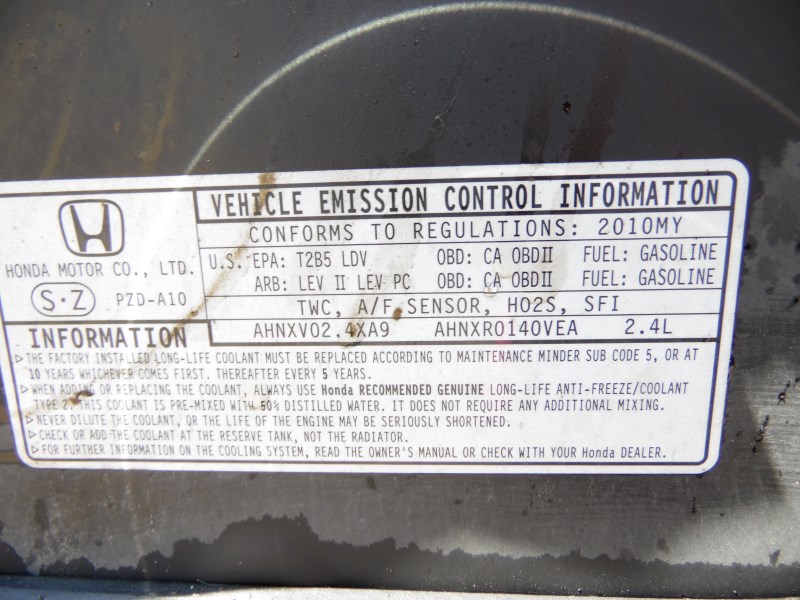 VEHICLE EMISSION CONTROL INFORMATION
CONFORMS TO REGULATIONS: 2010MY
HONDA MOTOR CO., LTD.
U.S. EPA: T2B5 LDV OBD: CA OBDII FUEL: GASOLINE
ARB: LEV II LEV PC OBD: CA OBDII FUEL: GASOLINE
S·Z PZD-A10
TWC, A/F SENSOR, HO2S, SFI
AHNXV02.4XA9 AHNXR0140VEA 2.4L
INFORMATION
▷THE FACTORY INSTALLED LONG-LIFE COOLANT MUST BE REPLACED ACCORDING TO MAINTENANCE MINDER SUB CODE 5, OR AT
10 YEARS WHICHEVER COMES FIRST. THEREAFTER EVERY 5 YEARS.
▷WHEN ADDING OR REPLACING THE COOLANT, ALWAYS USE Honda RECOMMENDED GENUINE LONG-LIFE ANTI-FREEZE/COOLANT
TYPE 2. THIS COOLANT IS PRE-MIXED WITH 50% DISTILLED WATER. IT DOES NOT REQUIRE ANY ADDITIONAL MIXING.
▷NEVER DILUTE THE COOLANT, OR THE LIFE OF THE ENGINE MAY BE SERIOUSLY SHORTENED.
▷CHECK OR ADD THE COOLANT AT THE RESERVE TANK, NOT THE RADIATOR.
▷FOR FURTHER INFORMATION ON THE COOLING SYSTEM, READ THE OWNER'S MANUAL OR CHECK WITH YOUR Honda DEALER.